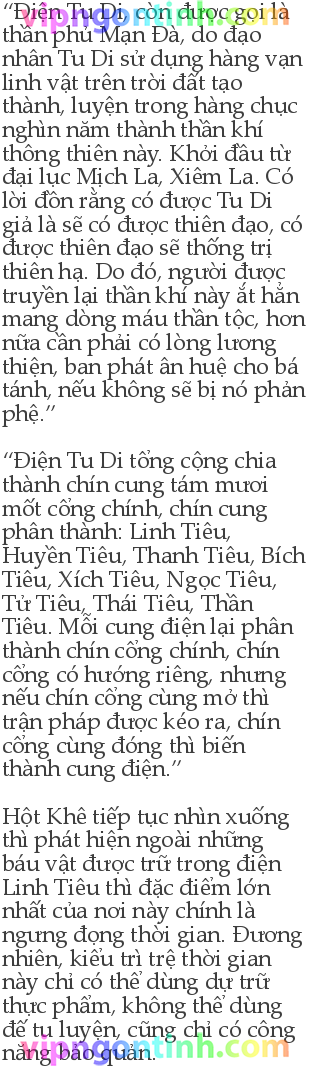 “Điện Tu Di, còn được gọi là
thần phủ Mạn Đà, do đạo
nhân Tu Di sử dụng hàng vạn
linh vật trên trời đất tạo
thành, luyện trong hàng chục
nghìn năm thành thần khí
thông thiên này. Khởi đầu từ
đại lục Mịch La, Xiêm La. Có
lời đồn rằng có được Tu Di
giả là sẽ có được thiên đạo, có
được thiên đạo sẽ thống trị
thiên hạ. Do đó, người được
truyền lại thần khí này ắt hẳn
mang dòng máu thần tộc, hơn
nữa cần phải có lòng lương
thiện, ban phát ân huệ cho bá
tánh, nếu không sẽ bị nó phản
phệ.”
“Điện Tu Di tổng cộng chia
thành chín cung tám mươi
mốt cổng chính, chín cung
phân thành: Linh Tiêu,
Huyền Tiêu, Thanh Tiêu, Bích
Tiêu, Xích Tiêu, Ngọc Tiêu,
Tử Tiêu, Thái Tiêu, Thần
Tiêu. Mỗi cung điện lại phân
thành chín cổng chính, chín
cổng có hướng riêng, nhưng
nếu chín cổng cùng mở thì
trận pháp được kéo ra, chín
cổng cùng đóng thì biến
thành cung điện.”
Hột Khê tiếp tục nhìn xuống
thì phát hiện ngoài những
báu vật được trữ trong điện
Linh Tiêu thì đặc điểm lớn
nhất của nơi này chính là
ngưng đọng thời gian. Đương
nhiên, kiểu trì trệ thời gian
này chỉ có thể dùng dự trữ
thực phẩm, không thể dùng
để tu luyện, cũng chỉ có công
năng bảo quản.
vipngontinh.com
vipngontinh.com